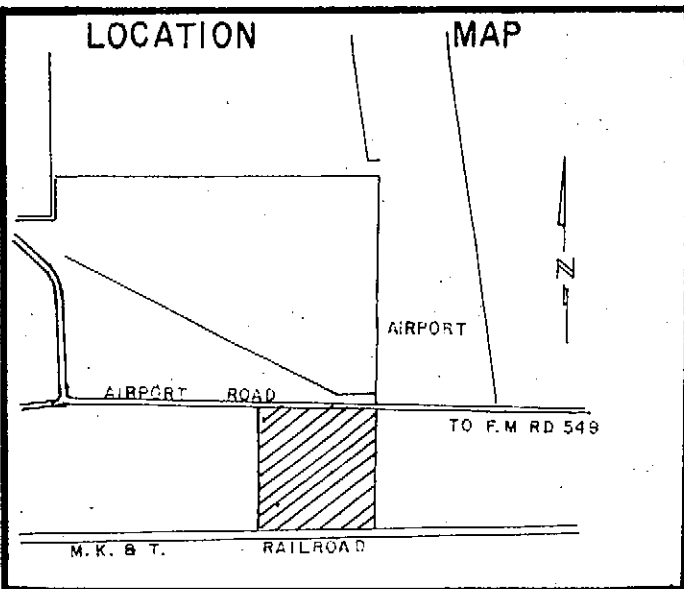 LOCATION MAP
N
AIRPORT
AIRPORT ROAD
TO F.M RD 549
M.K. & T. RAILROAD